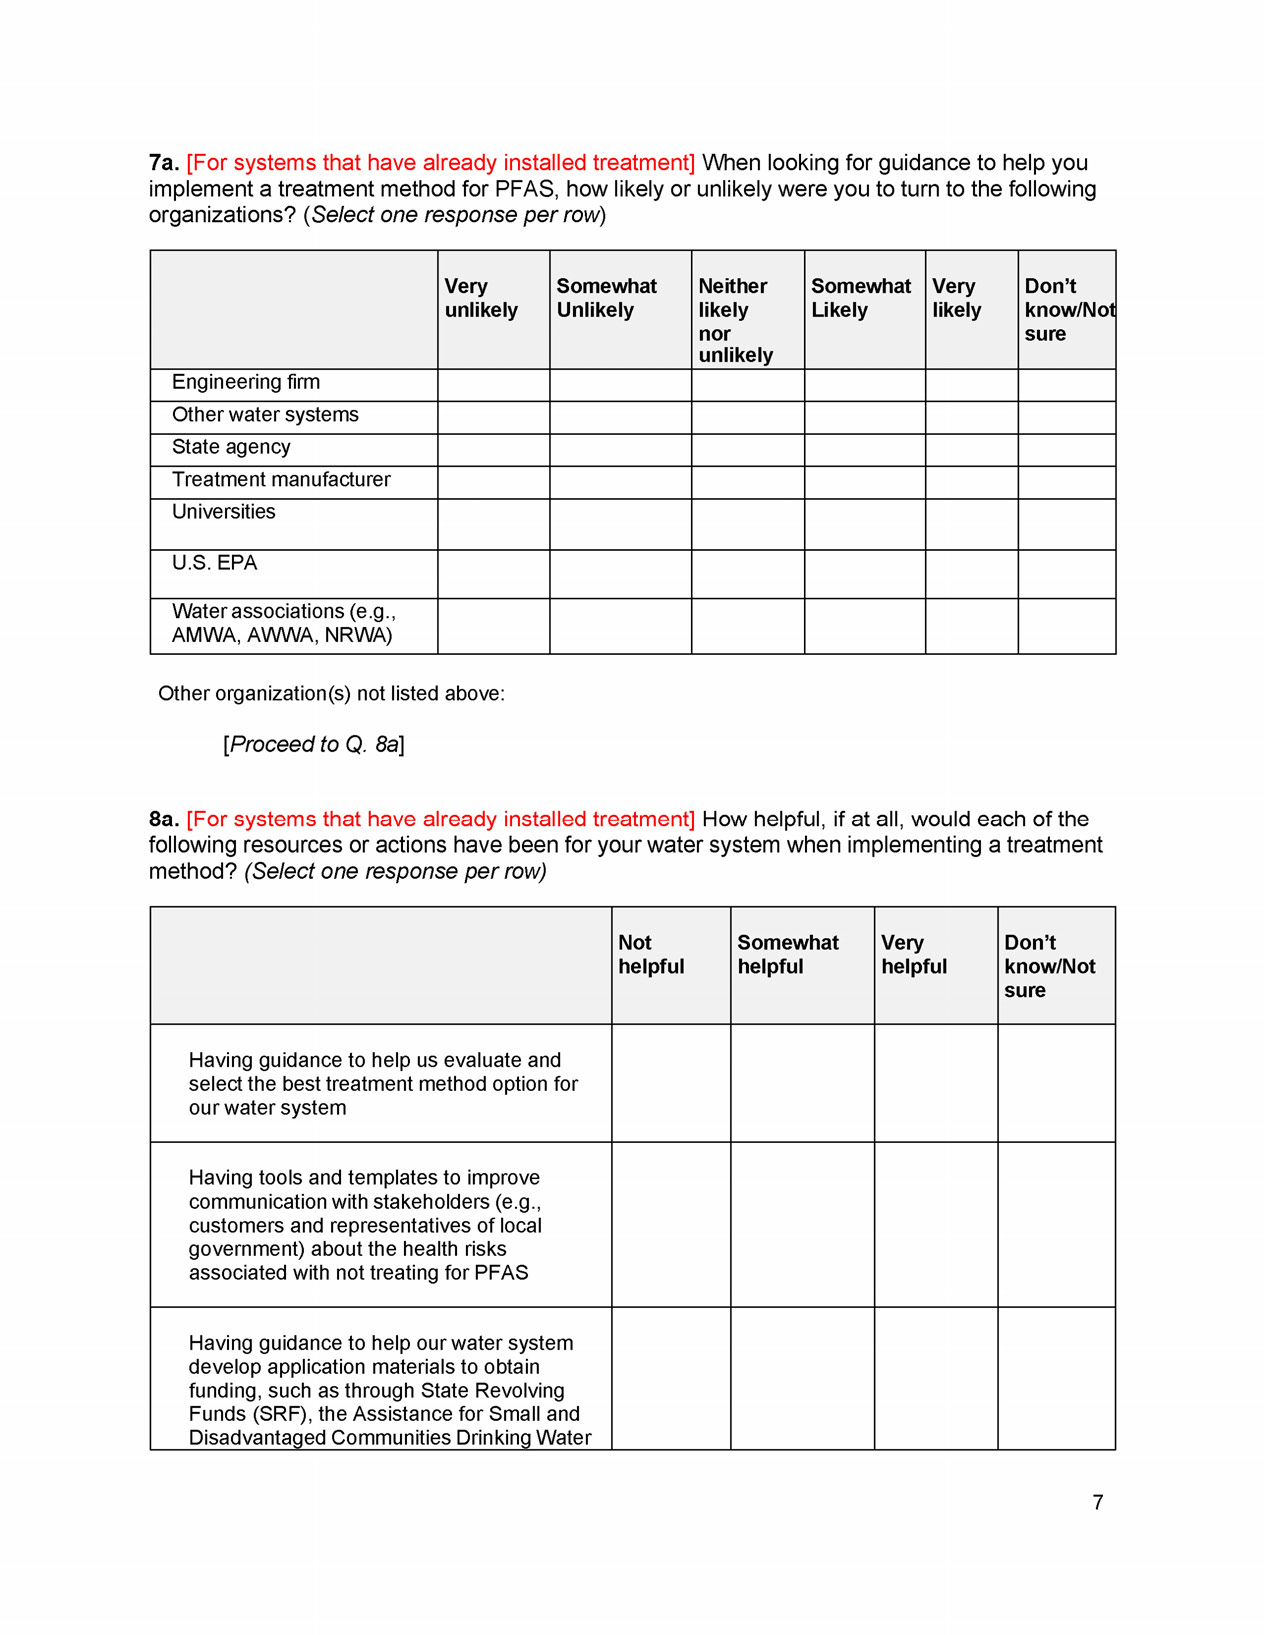 7a. [For systems that have already installed treatment] When looking for guidance to help you
implement a treatment method for PFAS, how likely or unlikely were you to turn to the following
organizations? (Select one response per row)
Very unlikely
Somewhat Unlikely
Neither likely nor unlikely
Somewhat Likely
Very likely
Don’t know/Not sure
Engineering firm
Other water systems
State agency
Treatment manufacturer
Universities
U.S. EPA
Water associations (e.g.,
AMWA, AWWA, NRWA)
Other organization(s) not listed above:
[Proceed to Q. 8a]
8a. [For systems that have already installed treatment] How helpful, if at all, would each of the
following resources or actions have been for your water system when implementing a treatment
method? (Select one response per row)
Not helpful
Somewhat helpful
Very helpful
Don’t know/Not sure
Having guidance to help us evaluate and
select the best treatment method option for
our water system
Having tools and templates to improve
communication with stakeholders (e.g.,
customers and representatives of local
government) about the health risks
associated with not treating for PFAS
Having guidance to help our water system
develop application materials to obtain
funding, such as through State Revolving
Funds (SRF), the Assistance for Small and
Disadvantaged Communities Drinking Water
7